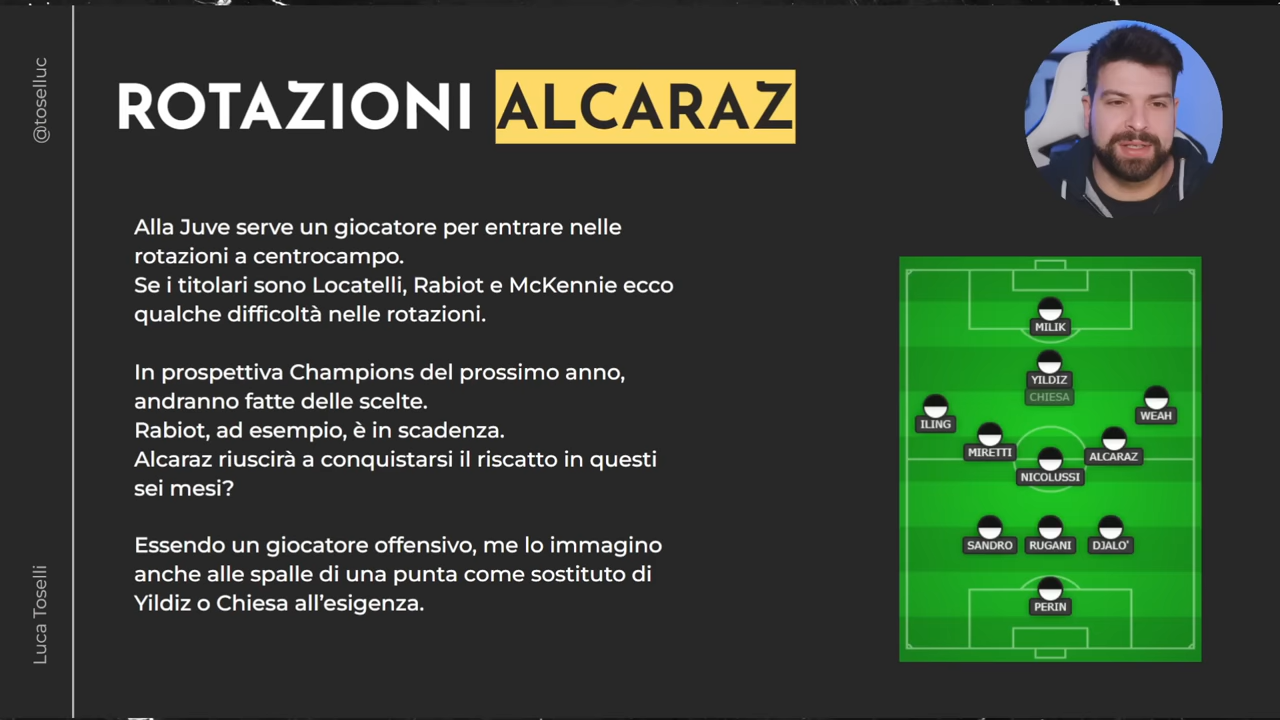 @toselluc
Luca Toselli
ROTAZIONI ALCARAZ
Alla Juve serve un giocatore per entrare nelle
rotazioni a centrocampo.
Se i titolari sono Locatelli, Rabiot e McKennie ecco
qualche difficoltà nelle rotazioni.
In prospettiva Champions del prossimo anno,
andranno fatte delle scelte.
Rabiot, ad esempio, è in scadenza.
Alcaraz riuscirà a conquistarsi il riscatto in questi
sei mesi?
Essendo un giocatore offensivo, me lo immagino
anche alle spalle di una punta come sostituto di
Yildiz o Chiesa all’esigenza.
MILIK
YILDIZ
CHIESA
ILING
WEAH
MIRETTI
ALCARAZ
NICOLUSSI
SANDRO
RUGANI
DJALO'
PERIN